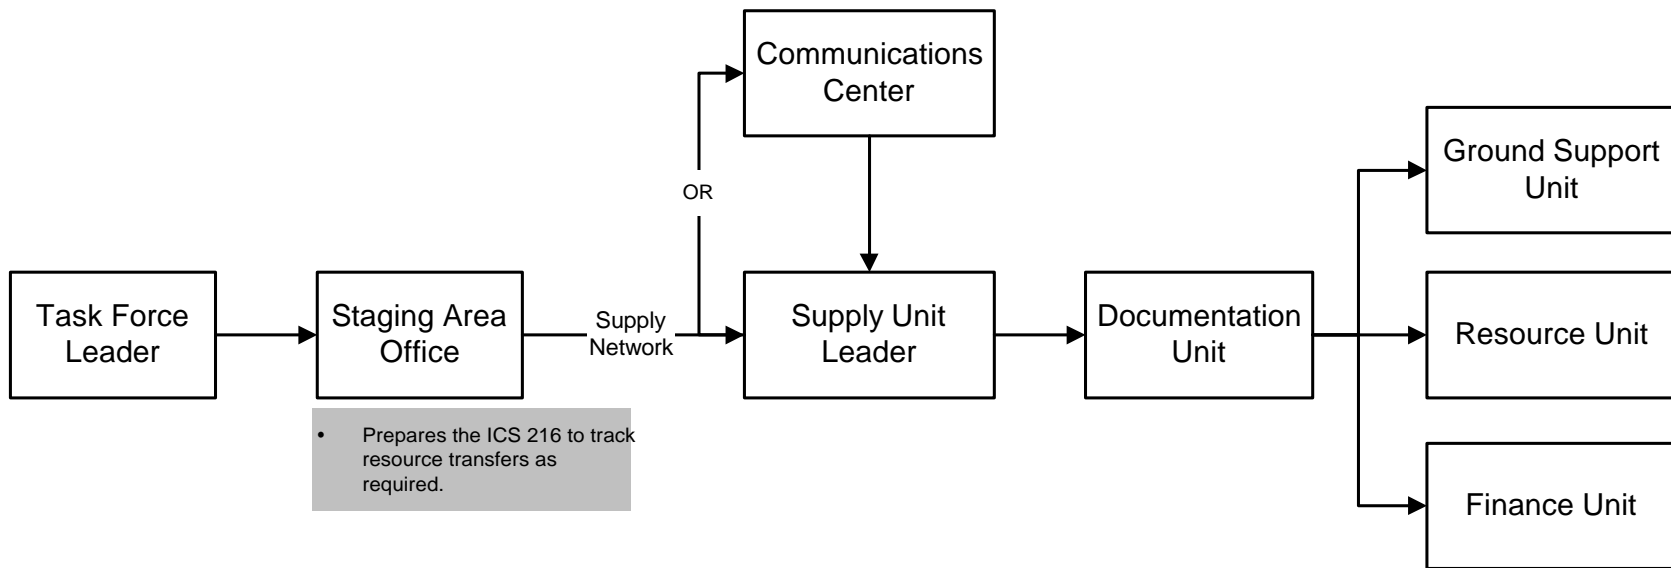 Communications
Center
Ground Support
Unit
OR
Task Force
Leader
Staging Area
Office
Supply
Network
Supply Unit
Leader
Documentation
Unit
Resource Unit
• Prepares the ICS 216 to track
resource transfers as
required.
Finance Unit